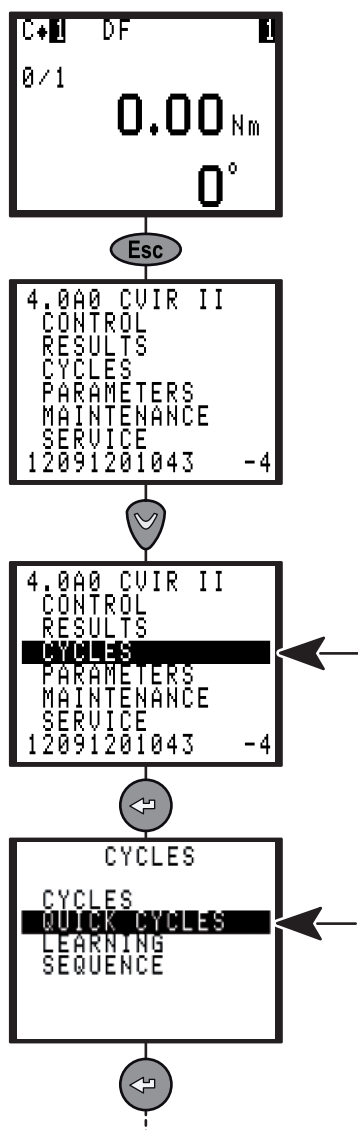 C♦1 DF 1
0/1
0.00 Nm
0°
Esc
4.0A0 CVIR II
CONTROL
RESULTS
CYCLES
PARAMETERS
MAINTENANCE
SERVICE
12091201043 -4
4.0A0 CVIR II
CONTROL
RESULTS
CYCLES
PARAMETERS
MAINTENANCE
SERVICE
12091201043 -4
CYCLES
CYCLES
QUICK CYCLES
LEARNING
SEQUENCE